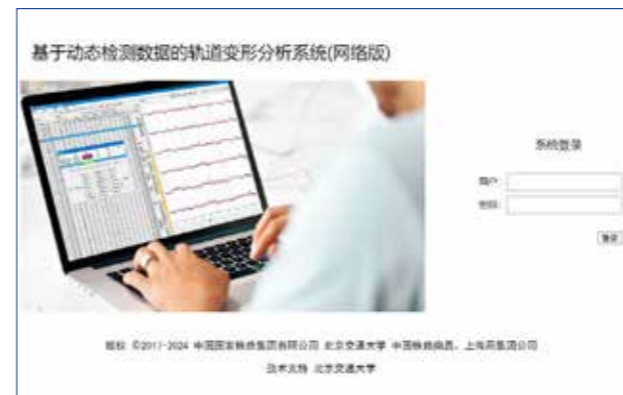 基于动态检测数据的轨道变形分析系统(网络版)
系统登录
用户:
密码:
登录
版权 ©2017-2024 中国国家铁路集团有限公司 北京交通大学 中国铁路 上海局集团公司
技术支持 北京交通大学